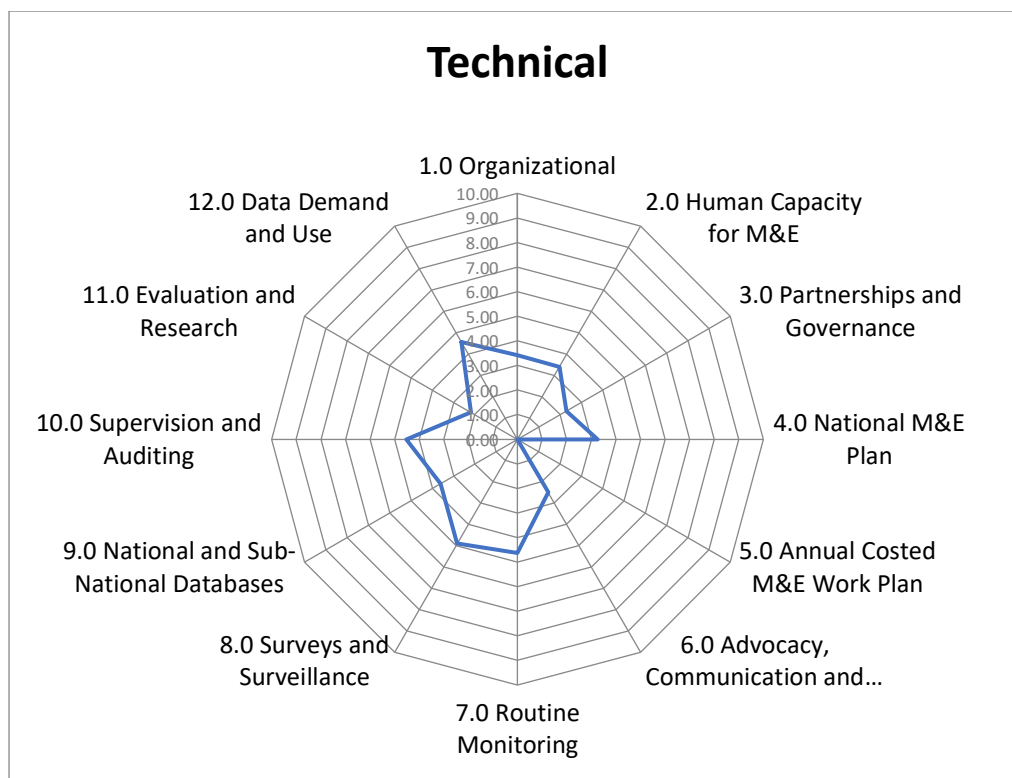 Technical
1.0 Organizational
2.0 Human Capacity
for M&E
3.0 Partnerships and
Governance
4.0 National M&E
Plan
5.0 Annual Costed
M&E Work Plan
6.0 Advocacy,
Communication and…
7.0 Routine
Monitoring
8.0 Surveys and
Surveillance
9.0 National and Sub-
National Databases
10.0 Supervision and
Auditing
11.0 Evaluation and
Research
12.0 Data Demand
and Use
10.00
9.00
8.00
7.00
6.00
5.00
4.00
3.00
2.00
1.00
0.00